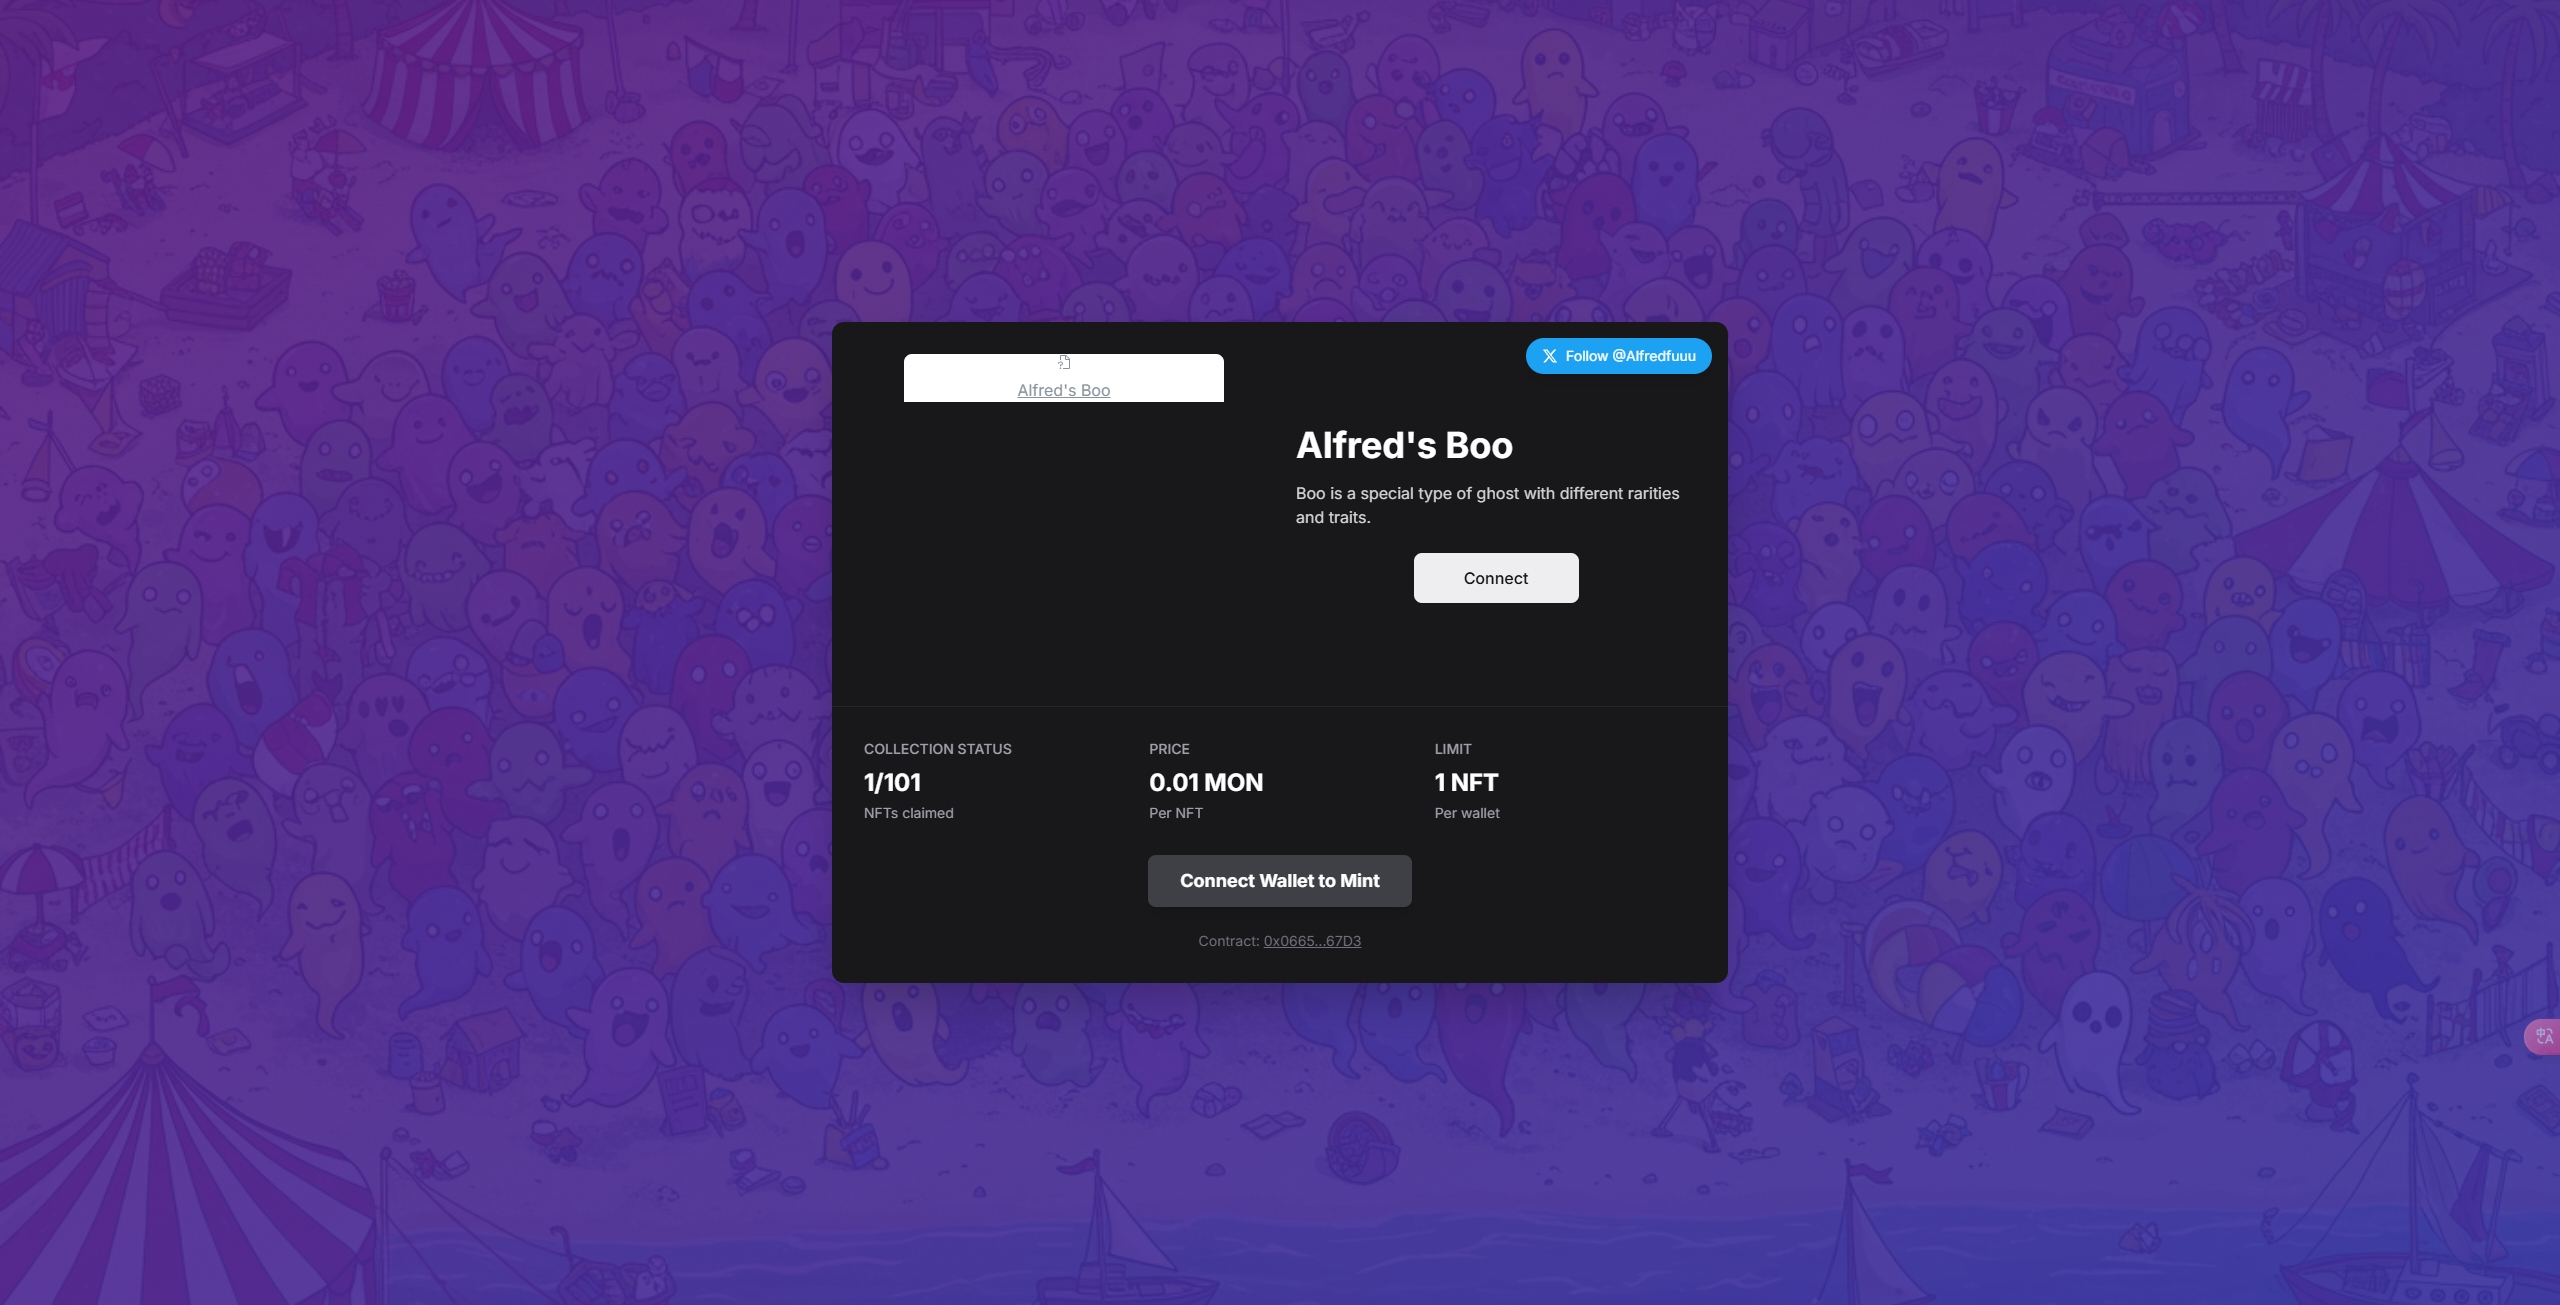 Alfred's Boo
Follow @Alfredfuuu
Alfred's Boo
Boo is a special type of ghost with different rarities
and traits.
Connect
COLLECTION STATUS
1/101
NFTs claimed
PRICE
0.01 MON
Per NFT
LIMIT
1 NFT
Per wallet
Connect Wallet to Mint
Contract: 0x0665...67D3